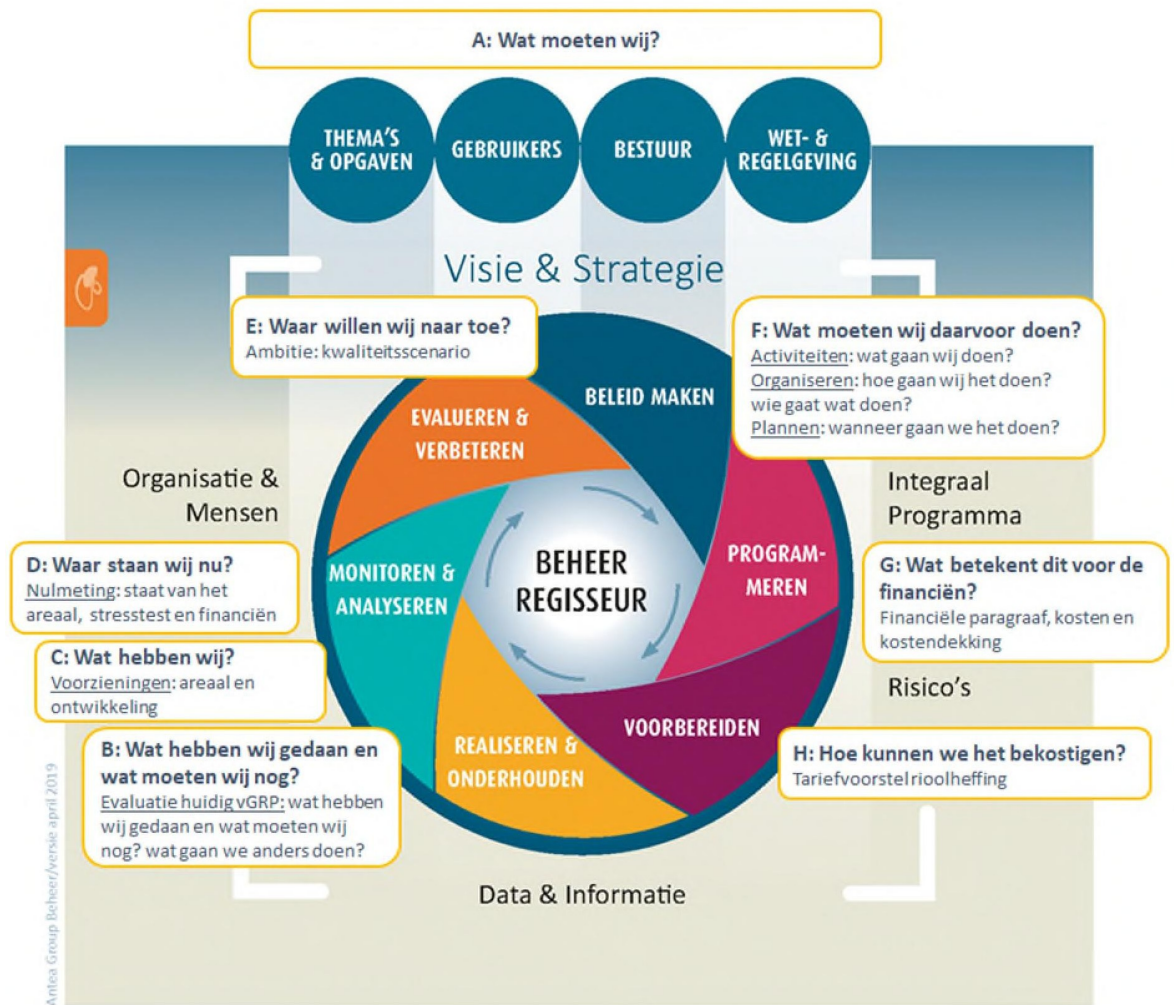 A: Wat moeten wij?
THEMA'S
& OPGAVEN
GEBRUIKERS
BESTUUR
WET- &
REGELGEVING
Visie & Strategie
E: Waar willen wij naar toe?
Ambitie: kwaliteitsscenario
F: Wat moeten wij daarvoor doen?
Activiteiten: wat gaan wij doen?
Organiseren: hoe gaan wij het doen?
wie gaat wat doen?
Plannen: wanneer gaan we het doen?
BELEID MAKEN
EVALUEREN &
VERBETEREN
Organisatie &
Mensen
Integraal
Programma
D: Waar staan wij nu?
Nulmeting: staat van het
areaal, stresstest en financiën
MONITOREN &
ANALYSEREN
BEHEER
REGISSEUR
PROGRAM-
MEREN
G: Wat betekent dit voor de
financiën?
Financiële paragraaf, kosten en
kostendekking
C: Wat hebben wij?
Voorzieningen: areaal en
ontwikkeling
Risico's
VOORBEREIDEN
REALISEREN &
ONDERHOUDEN
B: Wat hebben wij gedaan en
wat moeten wij nog?
Evaluatie huidig vGRP: wat hebben
wij gedaan en wat moeten wij
nog? wat gaan we anders doen?
H: Hoe kunnen we het bekostigen?
Tariefvoorstel rioolheffing
Data & Informatie
Antea Group Beheer/versie april 2019